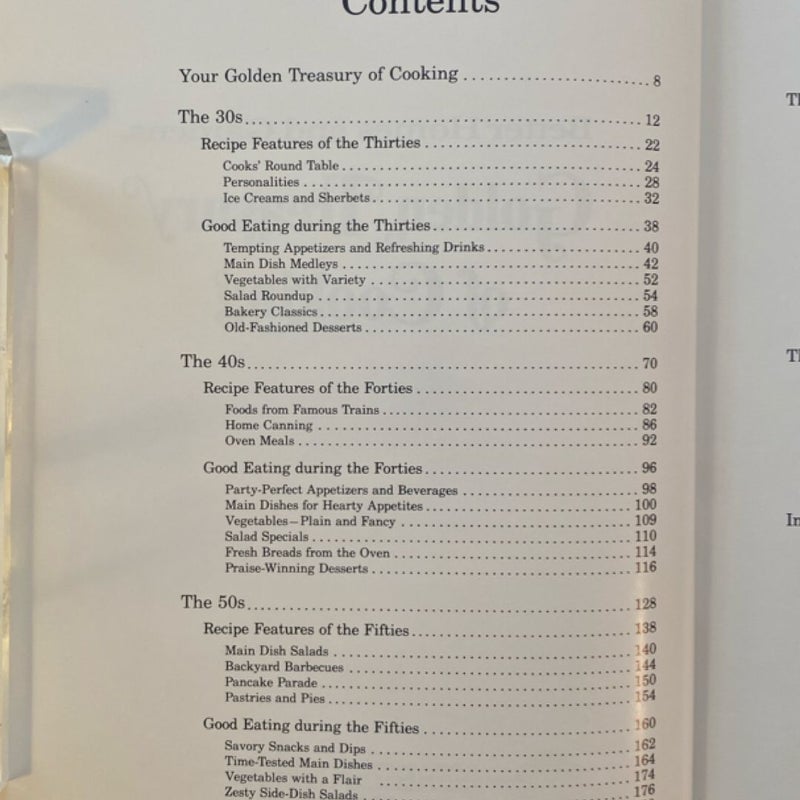 Contents
Your Golden Treasury of Cooking ........................ 8
The 30s ........................ 12
Recipe Features of the Thirties ........................ 22
Cooks' Round Table ........................ 24
Personalities ........................ 28
Ice Creams and Sherbets ........................ 32
Good Eating during the Thirties ........................ 38
Tempting Appetizers and Refreshing Drinks ........................ 40
Main Dish Medleys ........................ 42
Vegetables with Variety ........................ 52
Salad Roundup ........................ 54
Bakery Classics ........................ 58
Old-Fashioned Desserts ........................ 60
The 40s ........................ 70
Recipe Features of the Forties ........................ 80
Foods from Famous Trains ........................ 82
Home Canning ........................ 86
Oven Meals ........................ 92
Good Eating during the Forties ........................ 96
Party-Perfect Appetizers and Beverages ........................ 98
Main Dishes for Hearty Appetites ........................ 100
Vegetables—Plain and Fancy ........................ 109
Salad Specials ........................ 110
Fresh Breads from the Oven ........................ 114
Praise-Winning Desserts ........................ 116
The 50s ........................ 128
Recipe Features of the Fifties ........................ 138
Main Dish Salads ........................ 140
Backyard Barbecues ........................ 144
Pancake Parade ........................ 150
Pastries and Pies ........................ 154
Good Eating during the Fifties ........................ 160
Savory Snacks and Dips ........................ 162
Time-Tested Main Dishes ........................ 164
Vegetables with a Flair ........................ 174
Zesty Side-Dish Salads ........................ 176